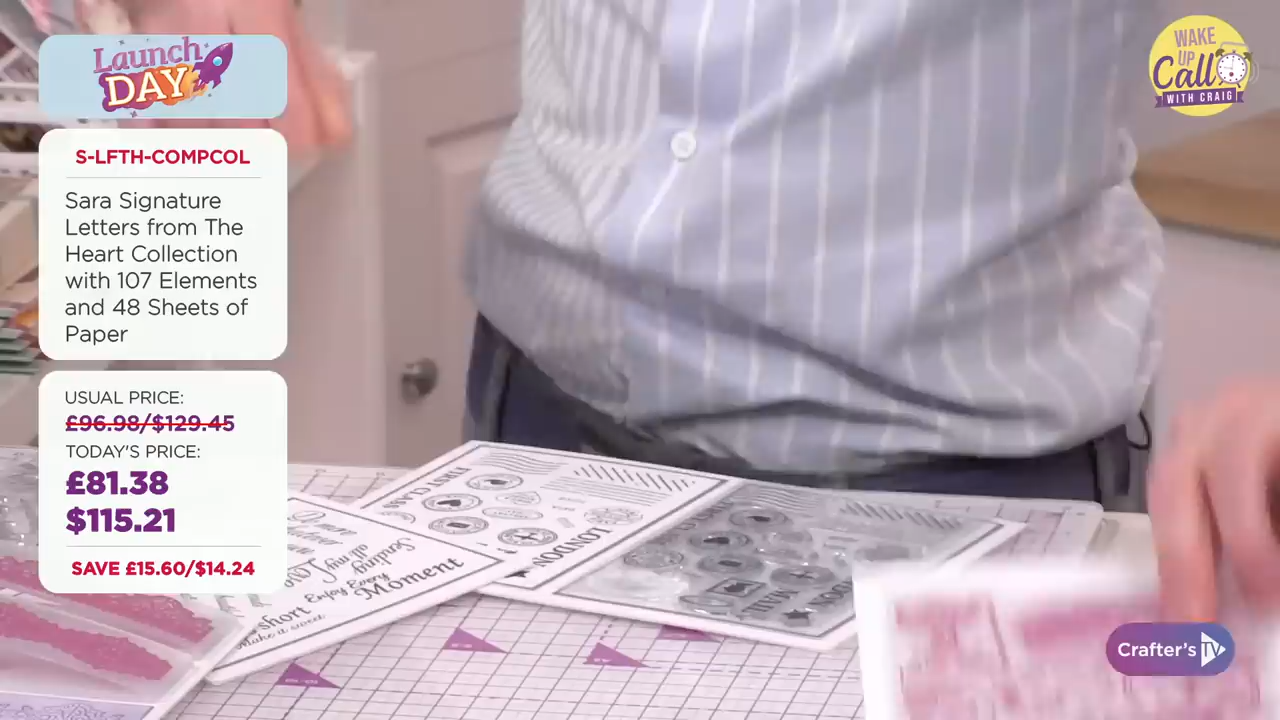 Launch
DAY
S-LFTH-COMPCOL
Sara Signature
Letters from The
Heart Collection
with 107 Elements
and 48 Sheets of
Paper
USUAL PRICE:
£96.98/$129.45
TODAY'S PRICE:
£81.38
$115.21
SAVE £15.60/$14.24
WAKE
UP
Call
WITH CRAIG
FIRST CLASS
LONDON
MAIL
Sending
all my Love
Enjoy Every
Moment
short
Make it sweet
Crafter's TV